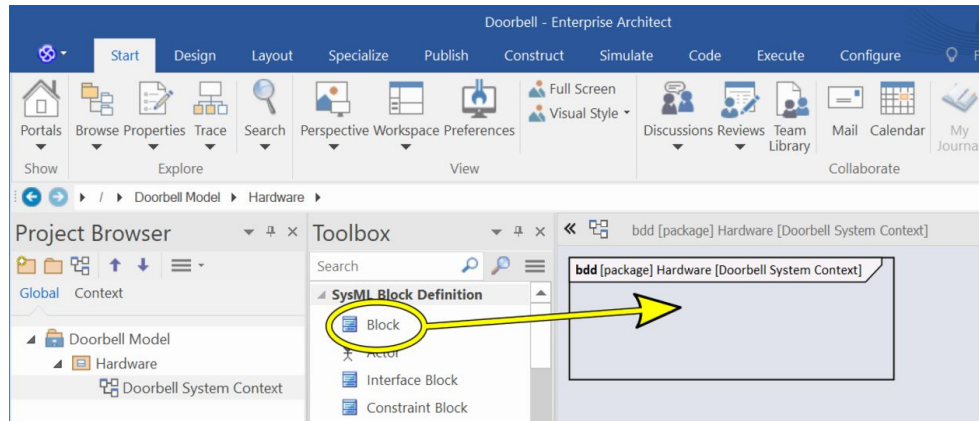 Doorbell - Enterprise Architect
Start Design Layout Specialize Publish Construct Simulate Code Execute Configure
Portals Browse Properties Trace Search Perspective Workspace Preferences
Full Screen
Visual Style
Discussions Reviews Team Library Mail Calendar My
Show Explore View Collaborate
/ Doorbell Model Hardware
Project Browser
Global Context
Doorbell Model
Hardware
Doorbell System Context
Toolbox
Search
SysML Block Definition
Block
Actor
Interface Block
Constraint Block
bdd [package] Hardware [Doorbell System Context]
bdd [package] Hardware [Doorbell System Context]